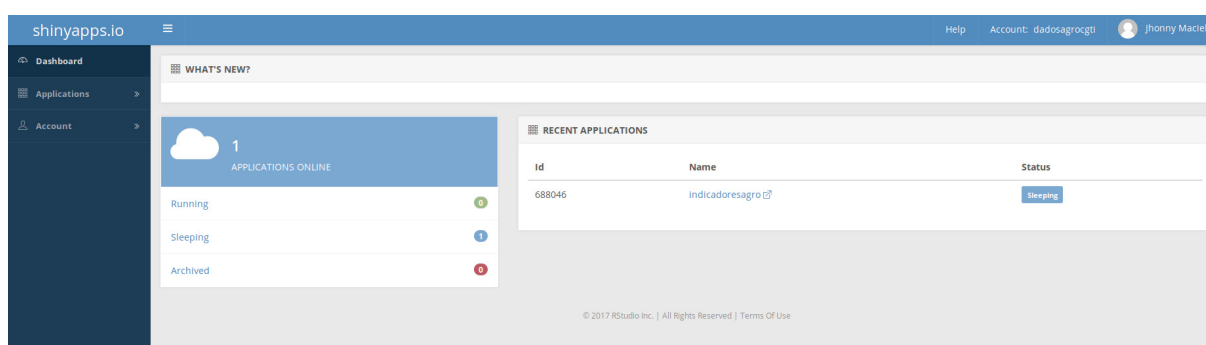 shinyapps.io
Help Account: dadosagrocgti Jhonny Maciel
Dashboard
Applications
Account
WHAT'S NEW?
1
APPLICATIONS ONLINE
Running 0
Sleeping 1
Archived 0
RECENT APPLICATIONS
Id Name Status
688046 indicadoresagro Sleeping
© 2017 RStudio Inc. | All Rights Reserved | Terms Of Use